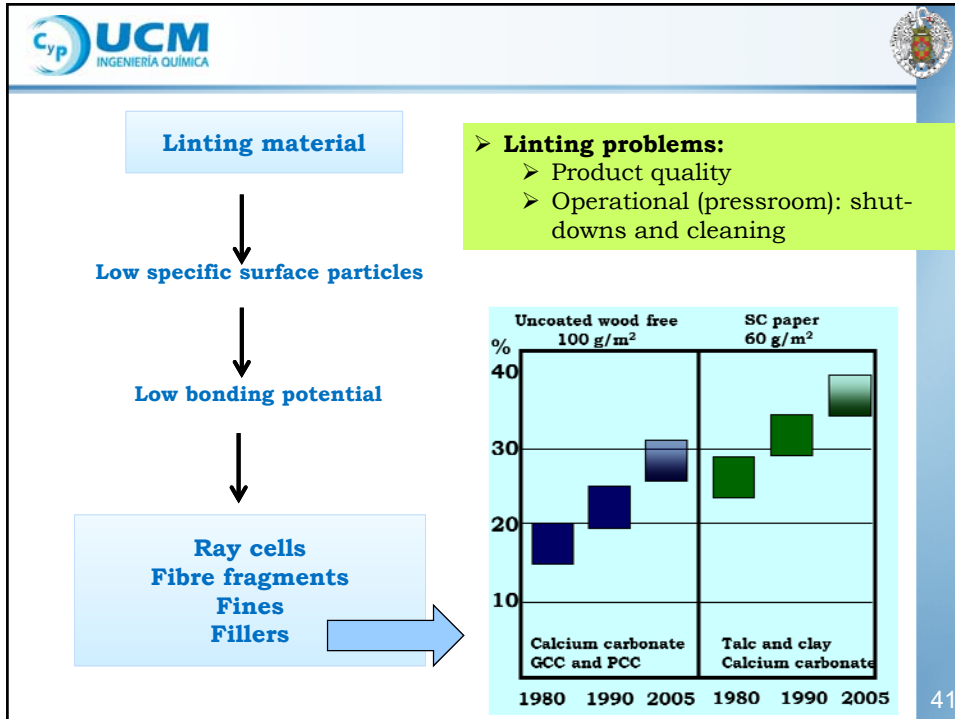 CyP UCM
INGENIERÍA QUÍMICA
Linting material
Low specific surface particles
Low bonding potential
Ray cells
Fibre fragments
Fines
Fillers
➢ Linting problems:
➢ Product quality
➢ Operational (pressroom): shut-
downs and cleaning
Uncoated wood free
100 g/m²
SC paper
60 g/m²
%
40
30
20
10
Calcium carbonate
GCC and PCC
Talc and clay
Calcium carbonate
1980 1990 2005 1980 1990 2005
41